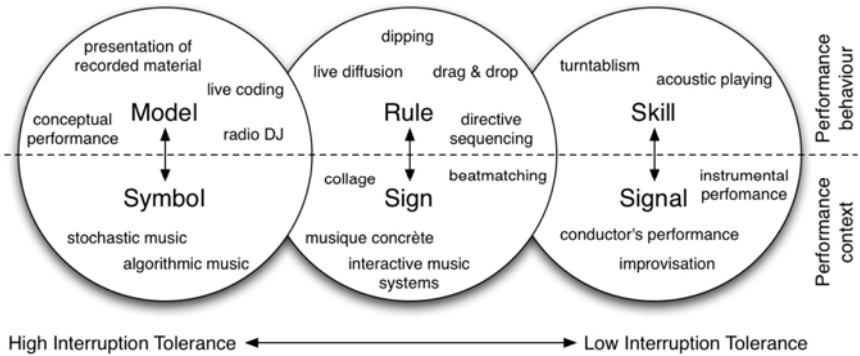 presentation of
recorded material
live coding
conceptual
performance
Model
radio DJ
Symbol
stochastic music
algorithmic music
dipping
live diffusion
drag & drop
Rule
directive
sequencing
collage
beatmatching
Sign
musique concrète
interactive music
systems
turntablism
acoustic playing
Skill
Signal
instrumental
perfomance
conductor's performance
improvisation
Performance
behaviour
Performance
context
High Interruption Tolerance
Low Interruption Tolerance